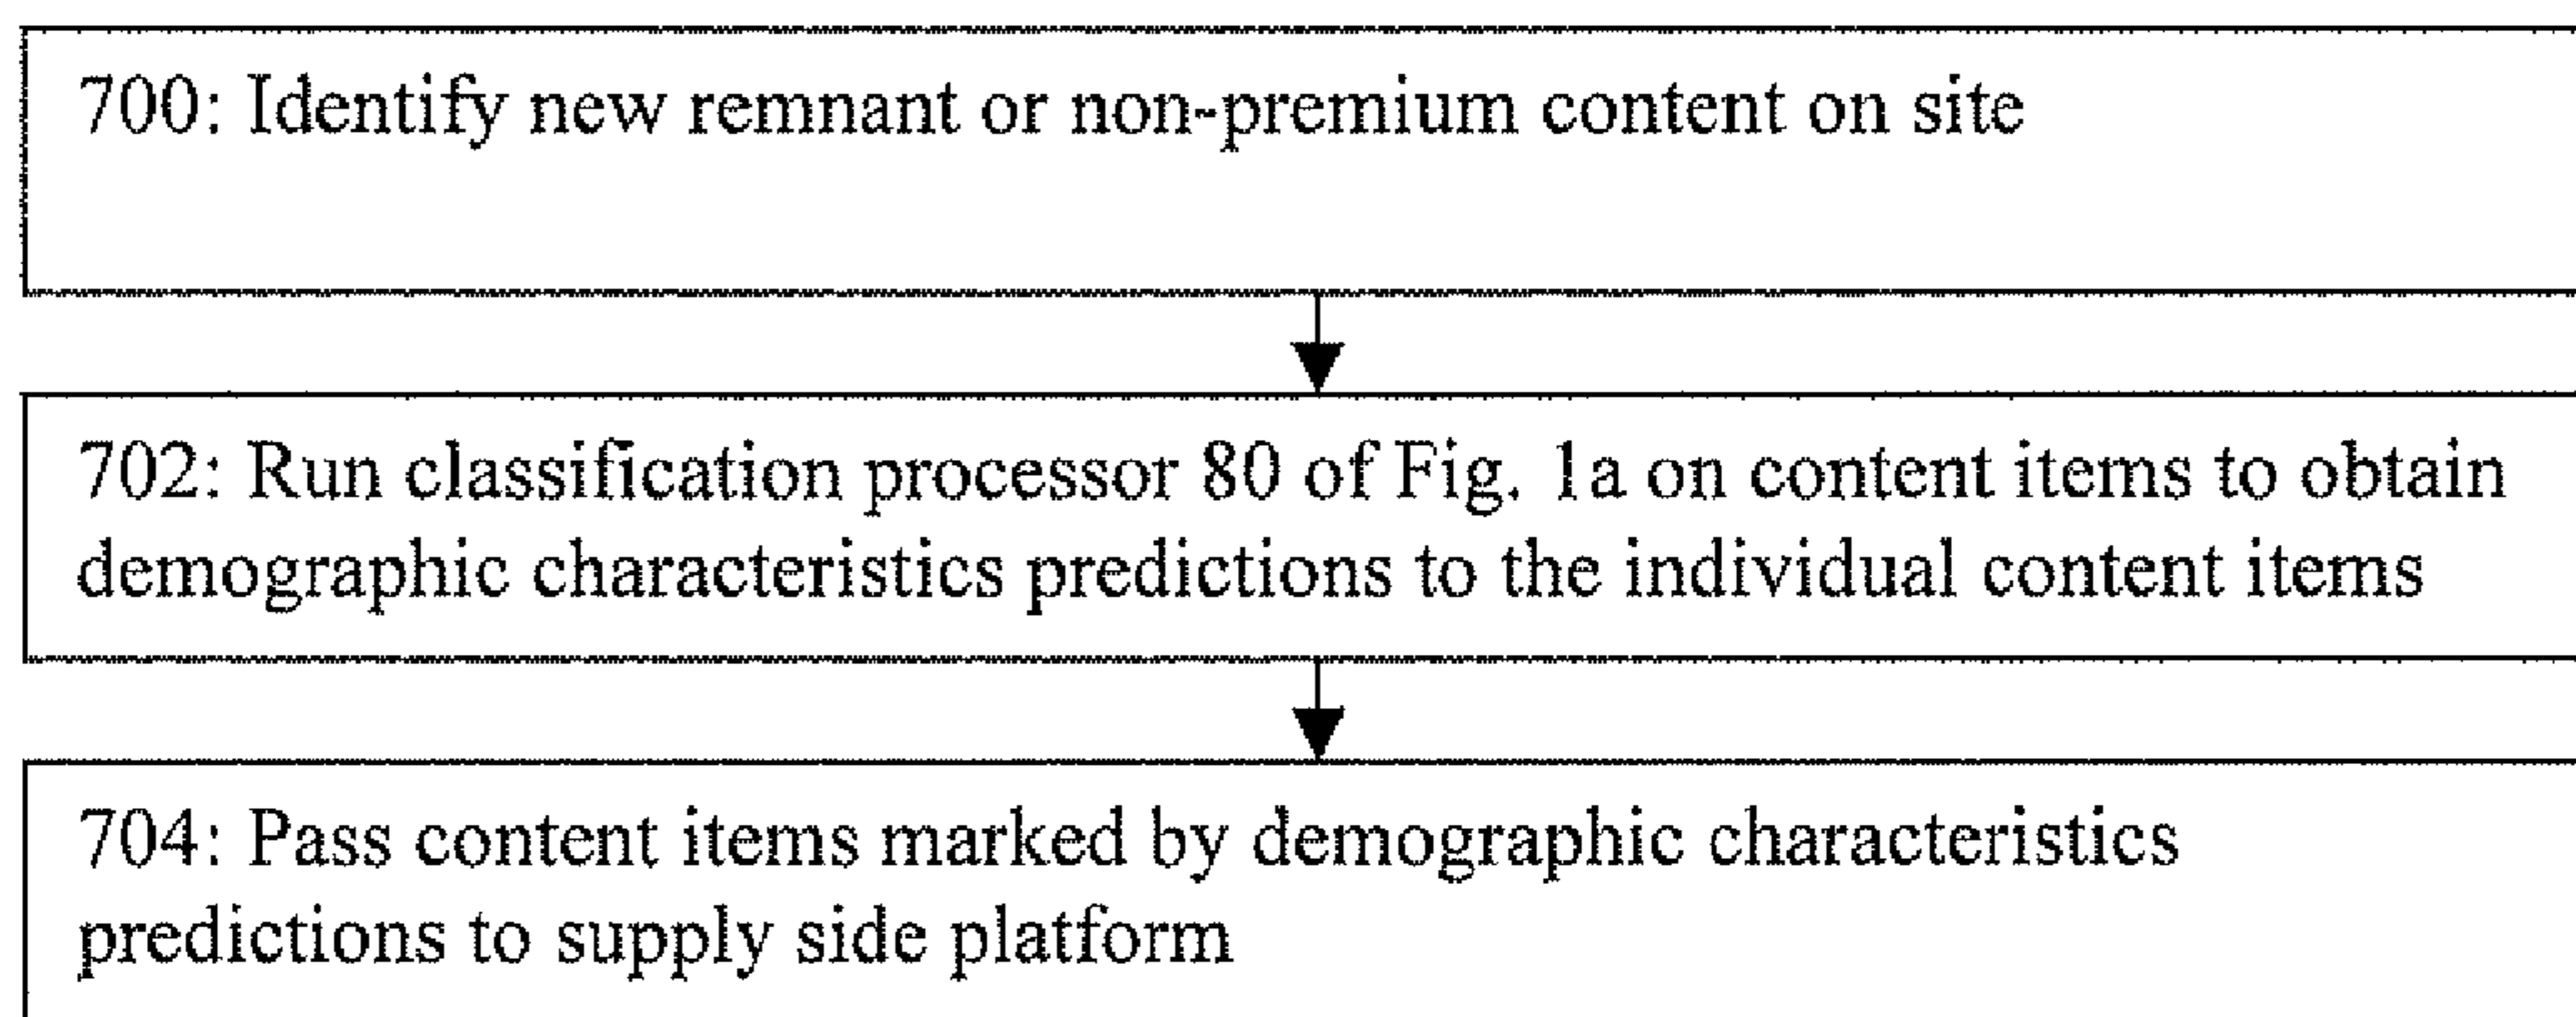 700: Identify new remnant or non-premium content on site
702: Run classification processor 80 of Fig. 1a on content items to obtain
demographic characteristics predictions to the individual content items
704: Pass content items marked by demographic characteristics
predictions to supply side platform